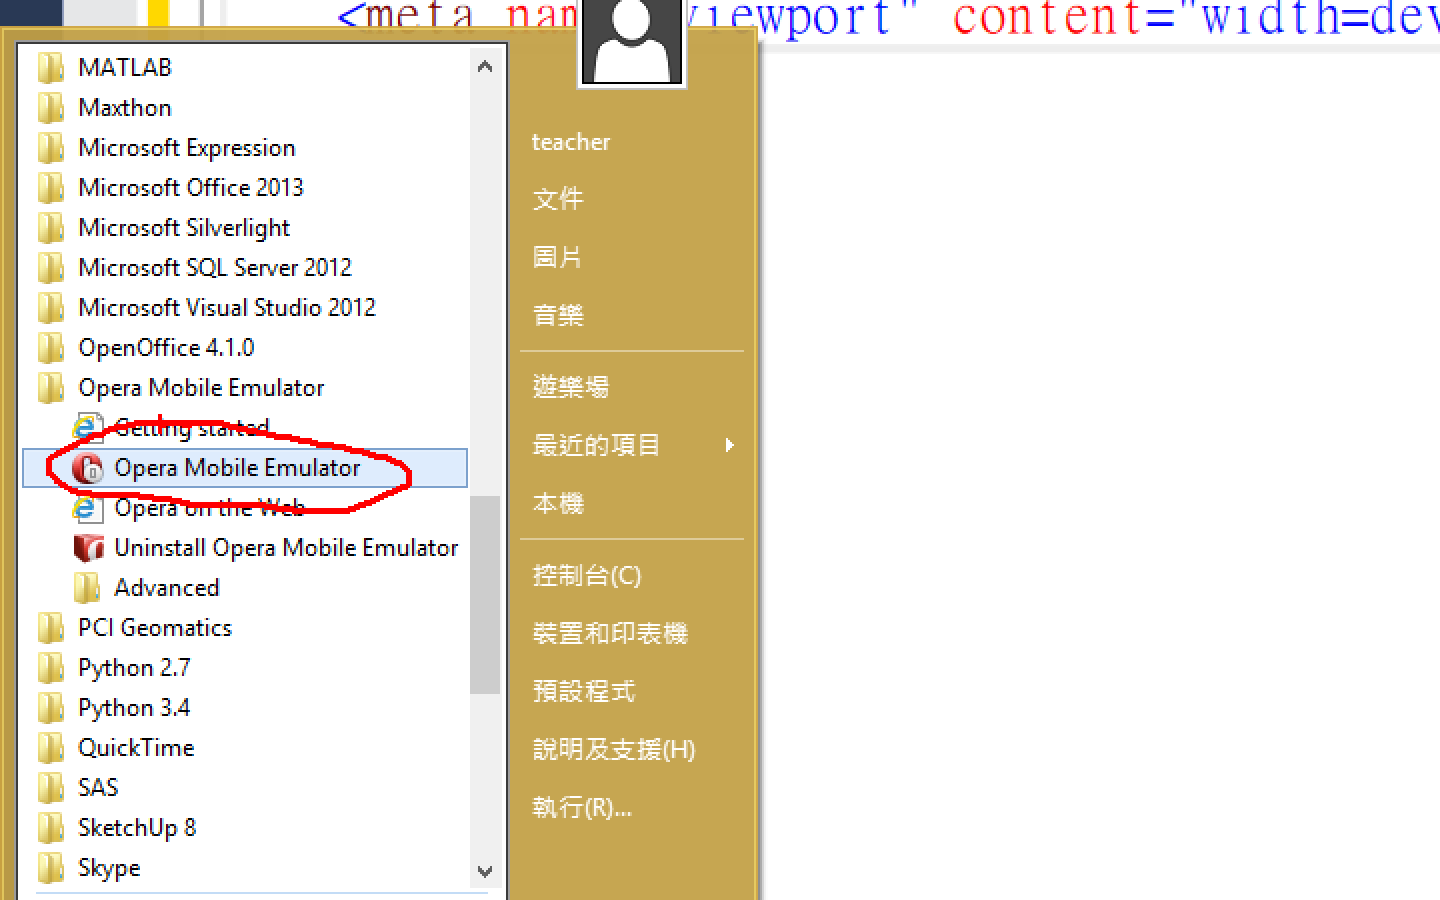 <meta nam viewport" content="width=dev
MATLAB
Maxthon
Microsoft Expression
Microsoft Office 2013
Microsoft Silverlight
Microsoft SQL Server 2012
Microsoft Visual Studio 2012
OpenOffice 4.1.0
Opera Mobile Emulator
Getting started
Opera Mobile Emulator
Opera on the Web
Uninstall Opera Mobile Emulator
Advanced
PCI Geomatics
Python 2.7
Python 3.4
QuickTime
SAS
SketchUp 8
Skype
teacher
文件
圖片
音樂
遊樂場
最近的項目
本機
控制台(C)
裝置和印表機
預設程式
說明及支援(H)
執行(R)...